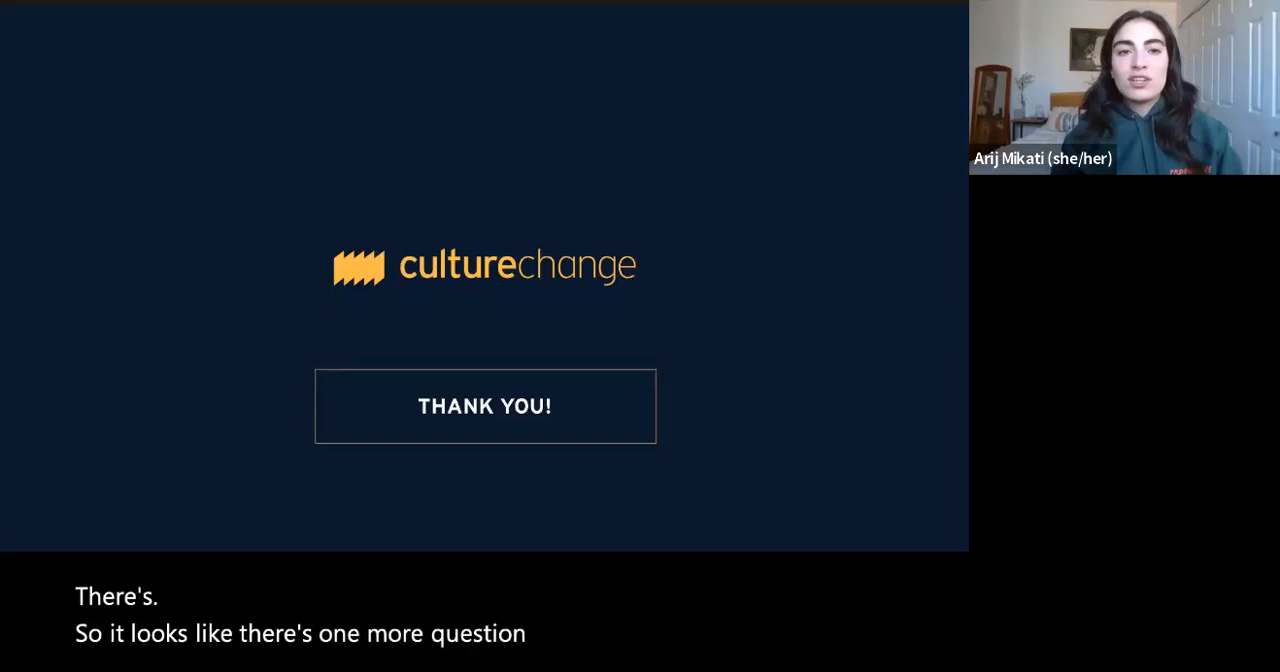 culturechange
THANK YOU!
Arij Mikati (she/her)
There's.
So it looks like there's one more question